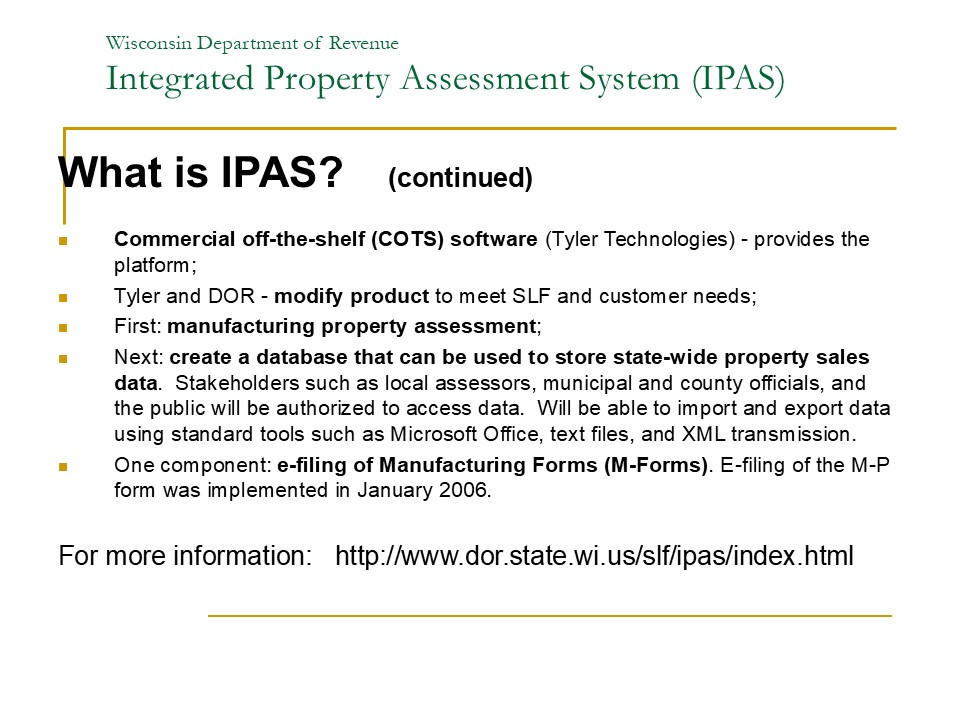 Wisconsin Department of Revenue
Integrated Property Assessment System (IPAS)
What is IPAS? (continued)
Commercial off-the-shelf (COTS) software (Tyler Technologies) - provides the
platform;
Tyler and DOR - modify product to meet SLF and customer needs;
First: manufacturing property assessment;
Next: create a database that can be used to store state-wide property sales
data.  Stakeholders such as local assessors, municipal and county officials, and
the public will be authorized to access data.  Will be able to import and export data
using standard tools such as Microsoft Office, text files, and XML transmission.
One component: e-filing of Manufacturing Forms (M-Forms). E-filing of the M-P
form was implemented in January 2006.
For more information:   http://www.dor.state.wi.us/slf/ipas/index.html